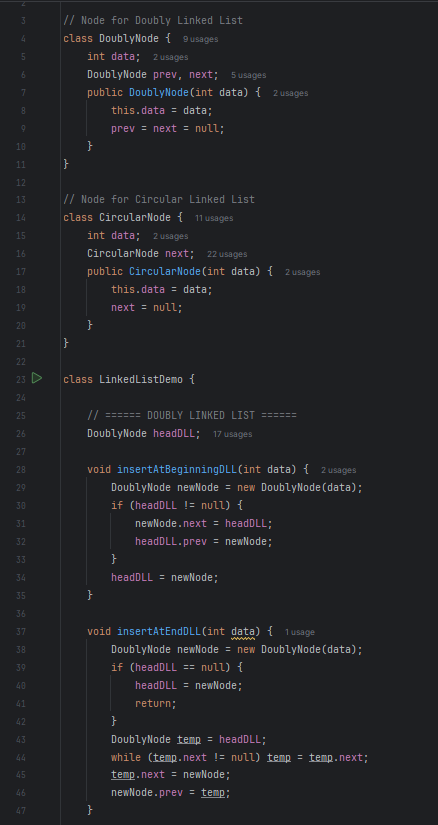 2
3 // Node for Doubly Linked List
4 class DoublyNode { 9 usages
5     int data; 2 usages
6     DoublyNode prev, next; 5 usages
7     public DoublyNode(int data) { 2 usages
8         this.data = data;
9         prev = next = null;
10     }
11 }
12
13 // Node for Circular Linked List
14 class CircularNode { 11 usages
15     int data; 2 usages
16     CircularNode next; 22 usages
17     public CircularNode(int data) { 2 usages
18         this.data = data;
19         next = null;
20     }
21 }
22
23 class LinkedListDemo {
24
25     // ====== DOUBLY LINKED LIST ======
26     DoublyNode headDLL; 17 usages
27
28     void insertAtBeginningDLL(int data) { 2 usages
29         DoublyNode newNode = new DoublyNode(data);
30         if (headDLL != null) {
31             newNode.next = headDLL;
32             headDLL.prev = newNode;
33         }
34         headDLL = newNode;
35     }
36
37     void insertAtEndDLL(int data) { 1 usage
38         DoublyNode newNode = new DoublyNode(data);
39         if (headDLL == null) {
40             headDLL = newNode;
41             return;
42         }
43         DoublyNode temp = headDLL;
44         while (temp.next != null) temp = temp.next;
45         temp.next = newNode;
46         newNode.prev = temp;
47     }